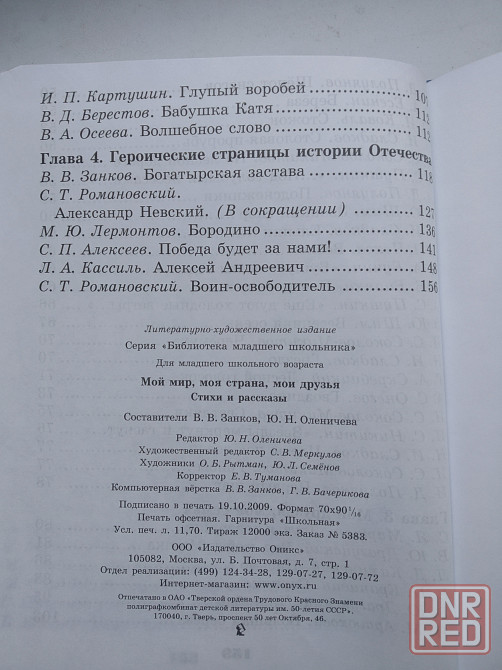 И. П. Картушин. Глупый воробей
В. Д. Берестов. Бабушка Катя
В. А. Осеева. Волшебное слово
Глава 4. Героические страницы истории Отечества
В. В. Занков. Богатырская застава 118
С. Т. Романовский.
Александр Невский. (В сокращении) 127
М. Ю. Лермонтов. Бородино 136
С. П. Алексеев. Победа будет за нами! 141
Л. А. Кассиль. Алексей Андреевич 148
С. Т. Романовский. Воин-освободитель 156
Литературно-художественное издание
Серия «Библиотека младшего школьника»
Для младшего школьного возраста
Мой мир, моя страна, мои друзья
Стихи и рассказы
Составители В. В. Занков, Ю. Н. Оленичева
Редактор Ю. Н. Оленичева
Художественный редактор С. В. Меркулов
Художники О. Б. Рытман, Ю. Л. Семёнов
Корректор Е. В. Туманова
Компьютерная вёрстка В. В. Занков, Г. В. Бачерикова
Подписано в печать 19.10.2009. Формат 70х90 1/16
Печать офсетная. Гарнитура «Школьная»
Усл. печ. л. 11,70. Тираж 12000 экз. Заказ № 5383.
ООО «Издательство Оникс»
105082, Москва, ул. Б. Почтовая, д. 7, стр. 1
Отдел реализации: (499) 124-34-28, 127-50-29, 129-07-72
Интернет-магазин: www.onyx.ru
Отпечатано в ОАО «Тверской ордена Трудового Красного Знамени
полиграфкомбинат детской литературы им. 50-летия СССР».
170040, г. Тверь, проспект 50 лет Октября, 46.
DNR
RED